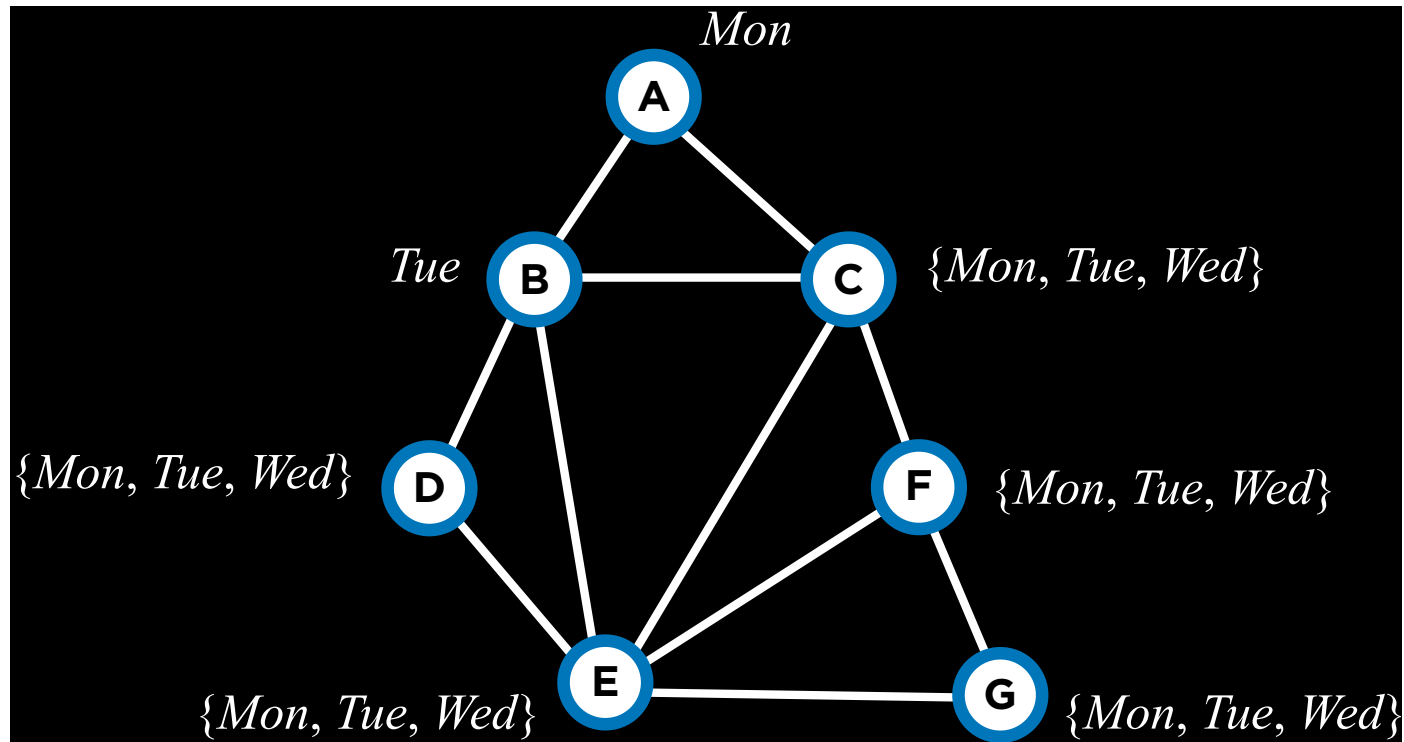 Mon
A
Tue
B
C
{Mon, Tue, Wed}
{Mon, Tue, Wed}
D
F
{Mon, Tue, Wed}
{Mon, Tue, Wed}
E
G
{Mon, Tue, Wed}